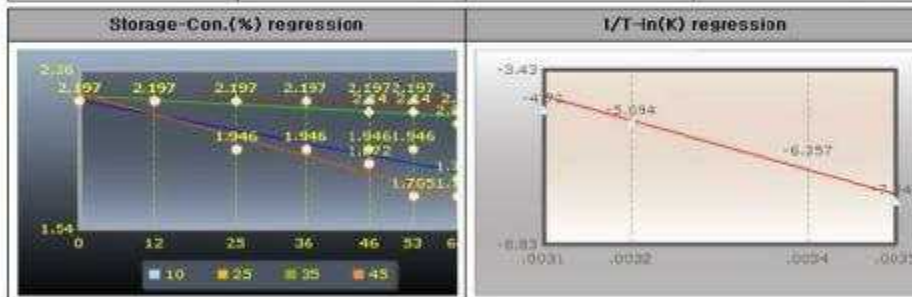 Storage-Con.(%) regression
1/T-ln(K) regression
2.36
2.197 2.197 2.197 2.197 2.197 2.197
1.946 1.946 1.946 1.946
1.7051
1.54
0 12 25 36 46 53
10 25 35 45
-3.43
-5.094
-6.357
-8.83
.0031 .0032 .0034